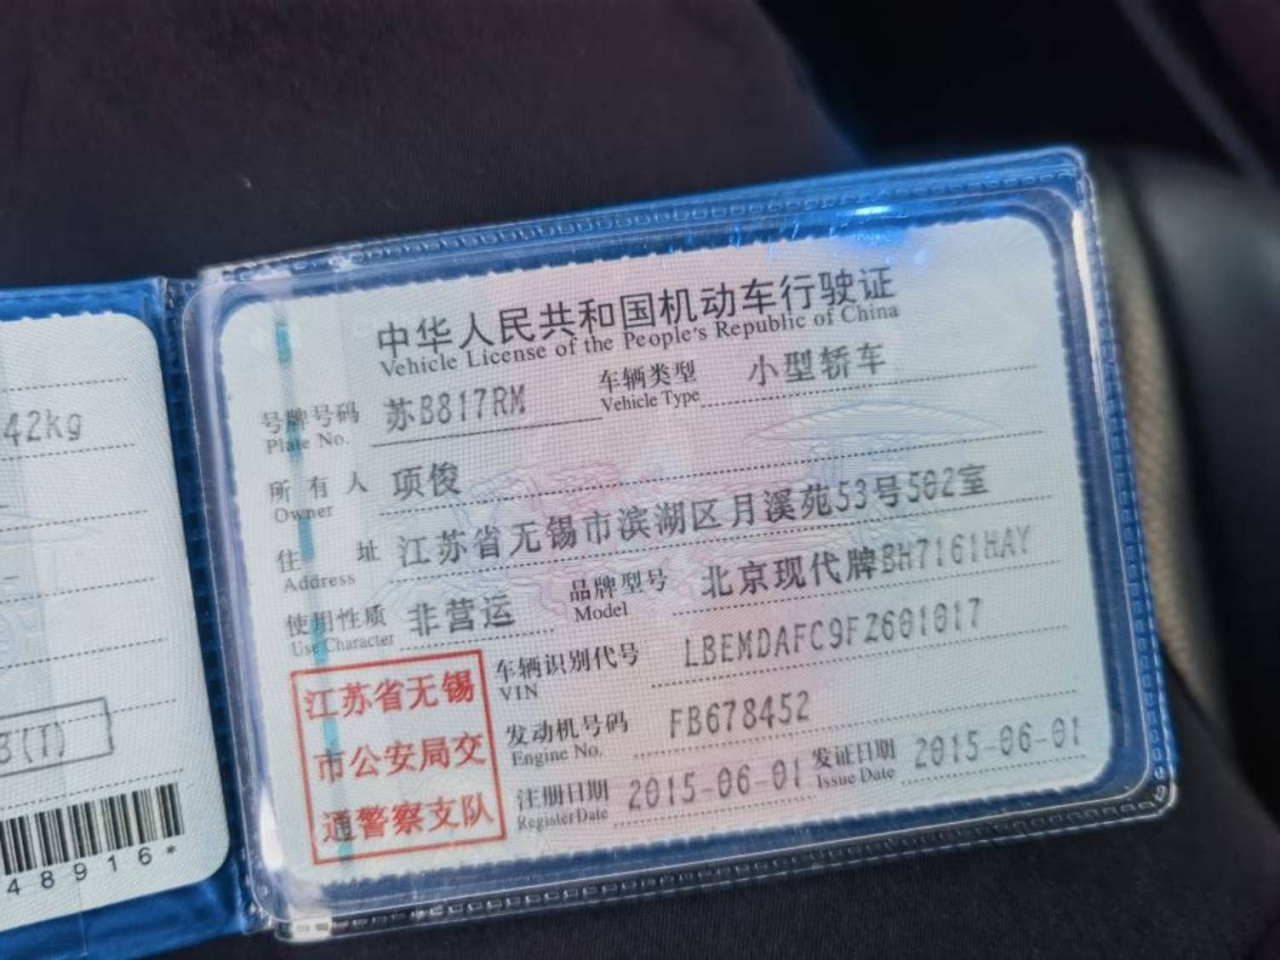 中华人民共和国机动车行驶证
Vehicle License of the People's Republic of China
号牌号码 苏B817RM 车辆类型 小型轿车
Plate No. Vehicle Type
所有人 项俊
Owner
住址 江苏省无锡市滨湖区月溪苑53号502室
Address
使用性质 非营运 品牌型号 北京现代牌BH7161HAY
Use Character Model
车辆识别代号 LBEMDAFC9FZ601017
VIN
发动机号码 FB678452
Engine No.
注册日期 2015-06-01 发证日期 2015-06-01
Register Date Issue Date
江苏省无锡
市公安局交
通警察支队
42kg
3(T)
48916*